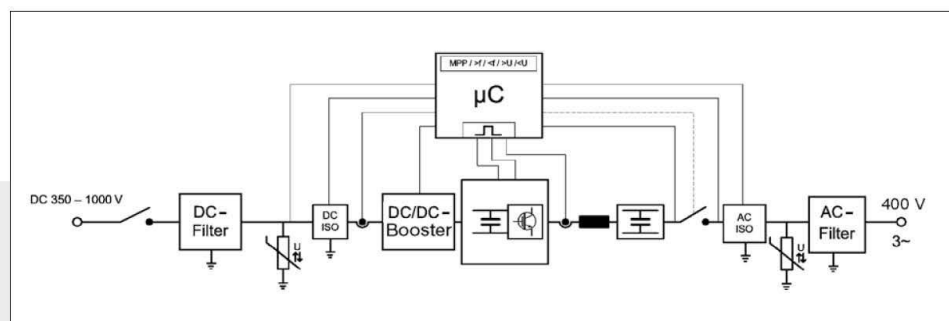 MPP / >f / <f / >U /<U
µC
DC 350 – 1000 V
DC–
Filter
U
DC
ISO
DC/DC–
Booster
AC
ISO
U
AC–
Filter
400 V
3~